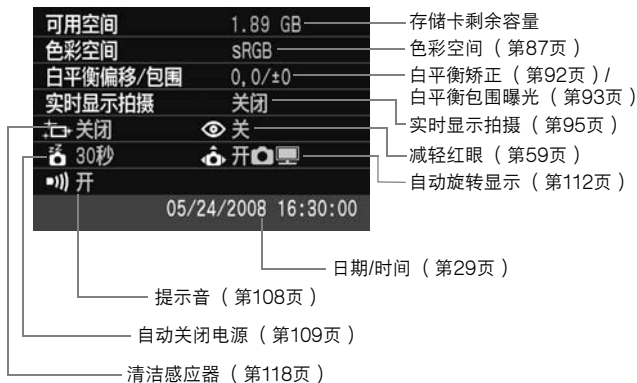 可用空间 1.89 GB
色彩空间 sRGB
白平衡偏移/包围 0,0/±0
实时显示拍摄 关闭
关闭 关
30秒 开
开
05/24/2008 16:30:00
存储卡剩余容量
色彩空间（第87页）
白平衡矫正（第92页）/
白平衡包围曝光（第93页）
实时显示拍摄（第95页）
减轻红眼（第59页）
自动旋转显示（第112页）
日期/时间（第29页）
提示音（第108页）
自动关闭电源（第109页）
清洁感应器（第118页）